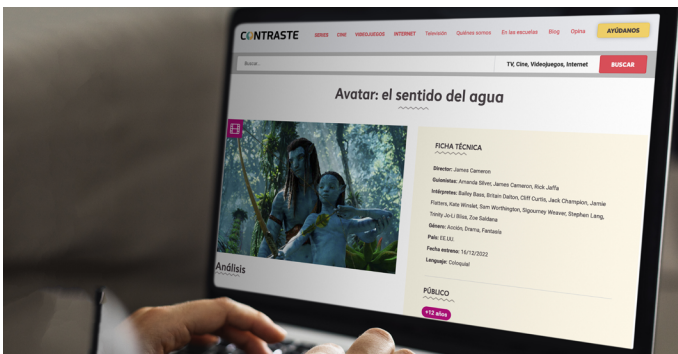 CONTRASTE
SERIES CINE VIDEOJUEGOS INTERNET Televisión Quiénes somos En las escuelas Blog Opina AYÚDANOS
Buscar... TV, Cine, Videojuegos, Internet BUSCAR
Avatar: el sentido del agua
FICHA TÉCNICA
Director: James Cameron
Guionistas: Amanda Silver, James Cameron, Rick Jaffa
Intérpretes: Bailey Bass, Britain Dalton, Cliff Curtis, Jack Champion, Jamie
Flatters, Kate Winslet, Sam Worthington, Sigourney Weaver, Stephen Lang,
Trinity Jo-Li Bliss, Zoe Saldana
Género: Acción, Drama, Fantasía
País: EE.UU.
Fecha estreno: 16/12/2022
Lenguaje: Coloquial
Análisis
PÚBLICO
+12 años